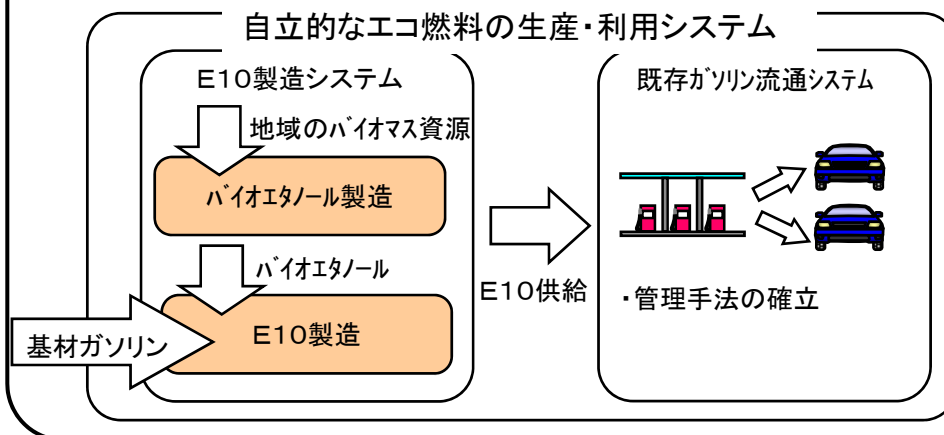 自立的なエコ燃料の生産・利用システム
E10製造システム
地域のバイオマス資源
バイオエタノール製造
バイオエタノール
基材ガソリン
E10製造
E10供給
既存ガソリン流通システム
・管理手法の確立